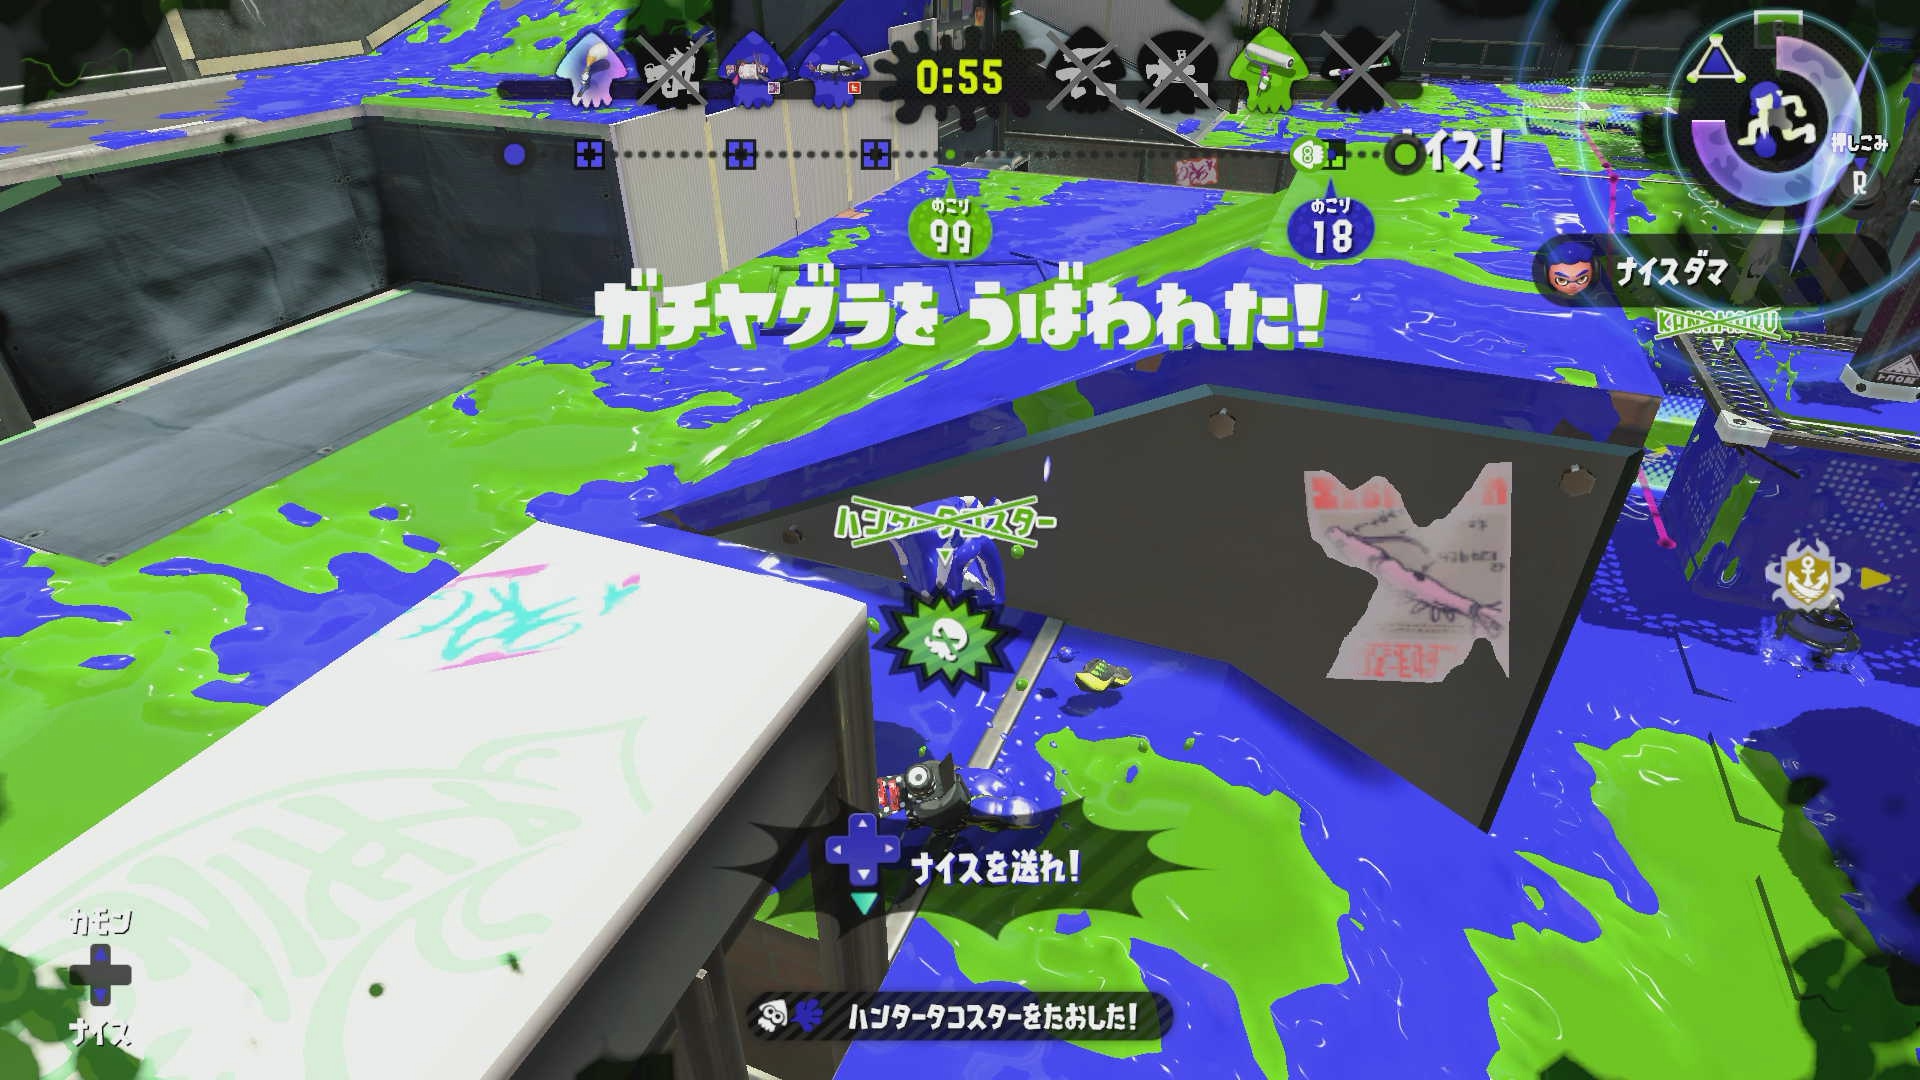 0:55
イス!
押しこみ
R
のこり
99
のこり
18
8
ナイスダマ
ガチヤグラを うばわれた!
KANAMARU
ハンタータコスター
ナイスを送れ!
カモン
ナイス
ハンタータコスターをたおした!